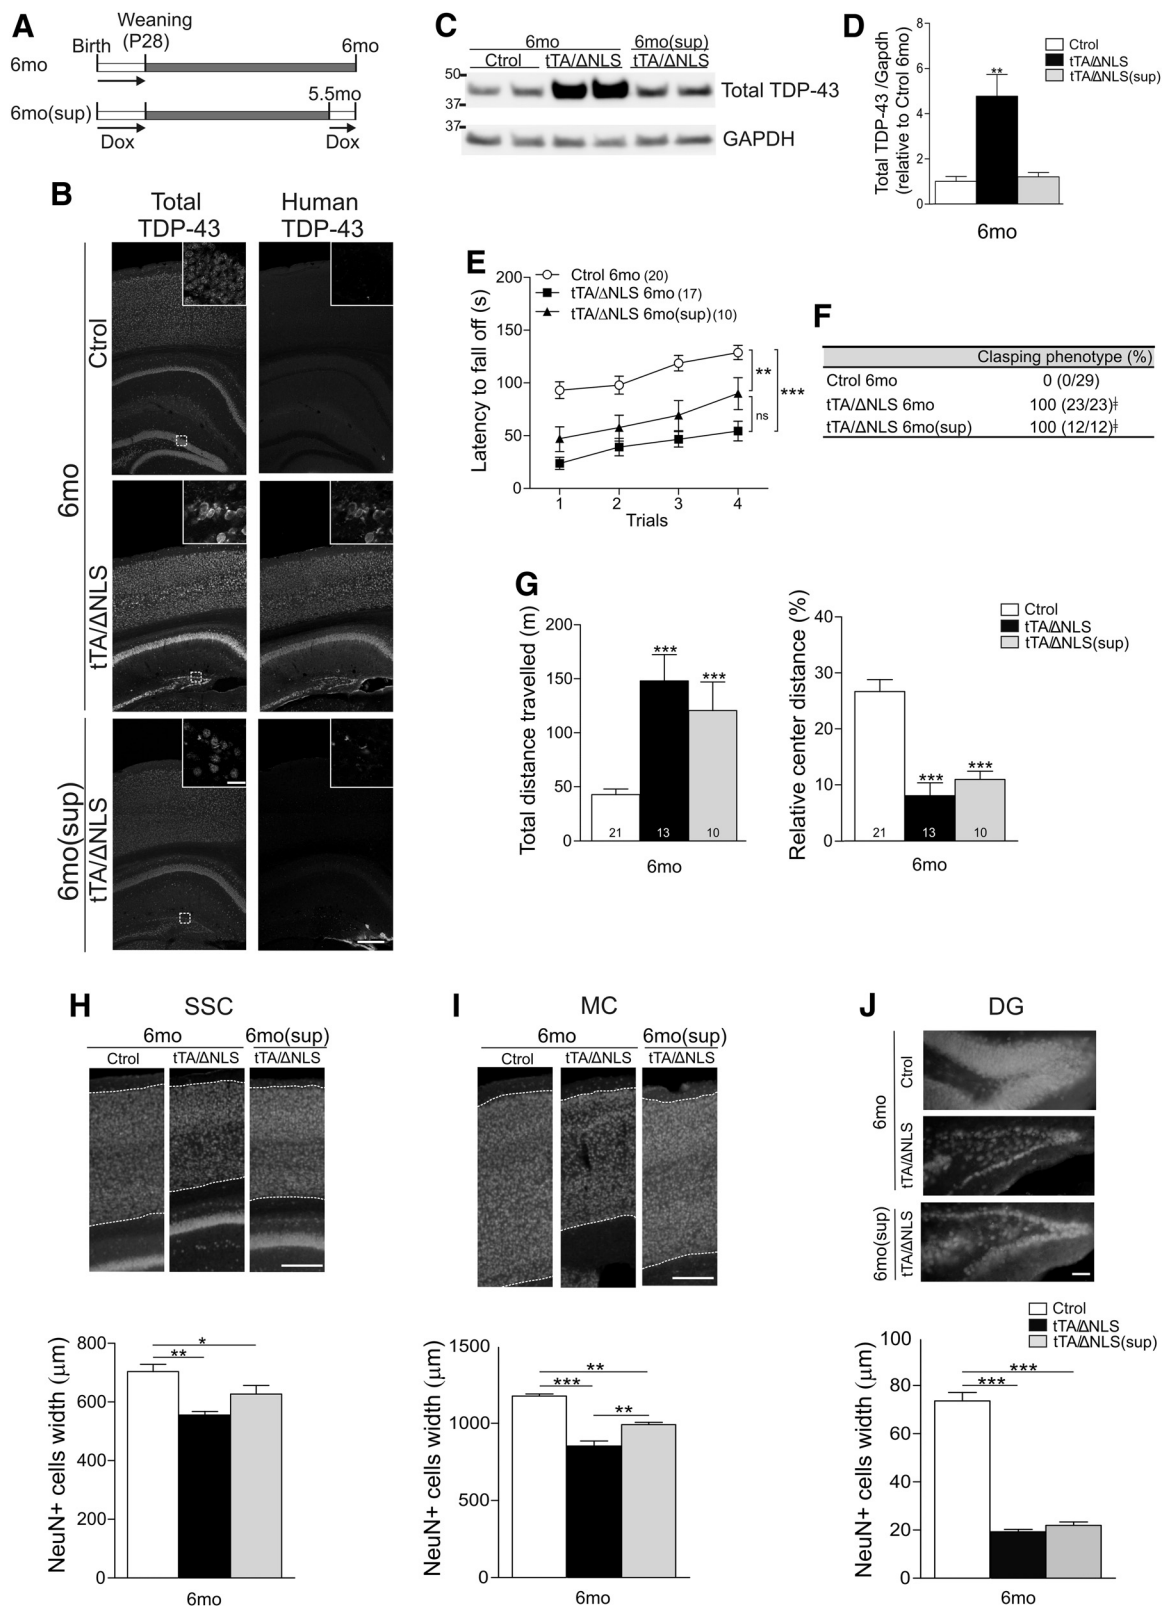 A
Weaning
(P28)
Birth
6mo
6mo
5.5mo
6mo(sup)
Dox
Dox
B
Total
TDP-43
Human
TDP-43
Ctrol
6mo
tTA/ΔNLS
6mo(sup)
tTA/ΔNLS
C
6mo
6mo(sup)
Ctrol
tTA/ΔNLS
tTA/ΔNLS
50
37
Total TDP-43
37
GAPDH
D
Total TDP-43 /Gapdh
(relative to Ctrol 6mo)
8
6
4
2
0
**
6mo
Ctrol
tTA/ΔNLS
tTA/ΔNLS(sup)
E
Latency to fall off (s)
200
150
100
50
0
Ctrol 6mo (20)
tTA/ΔNLS 6mo (17)
tTA/ΔNLS 6mo(sup) (10)
**
ns
***
1
2
3
4
Trials
F
Clasping phenotype (%)
Ctrol 6mo 0 (0/29)
tTA/ΔNLS 6mo 100 (23/23)ǂ
tTA/ΔNLS 6mo(sup) 100 (12/12)ǂ
G
Total distance travelled (m)
200
150
100
50
0
***
***
21
13
10
6mo
Relative center distance (%)
40
30
20
10
0
***
***
21
13
10
6mo
Ctrol
tTA/ΔNLS
tTA/ΔNLS(sup)
H
SSC
6mo
6mo(sup)
Ctrol
tTA/ΔNLS
tTA/ΔNLS
NeuN+ cells width (μm)
800
600
400
200
0
*
**
6mo
I
MC
6mo
6mo(sup)
Ctrol
tTA/ΔNLS
tTA/ΔNLS
NeuN+ cells width (μm)
1500
1000
500
0
**
***
**
6mo
J
DG
6mo
Ctrol
tTA/ΔNLS
6mo(sup)
tTA/ΔNLS
Ctrol
tTA/ΔNLS
tTA/ΔNLS(sup)
NeuN+ cells width (μm)
100
80
60
40
20
0
***
***
6mo